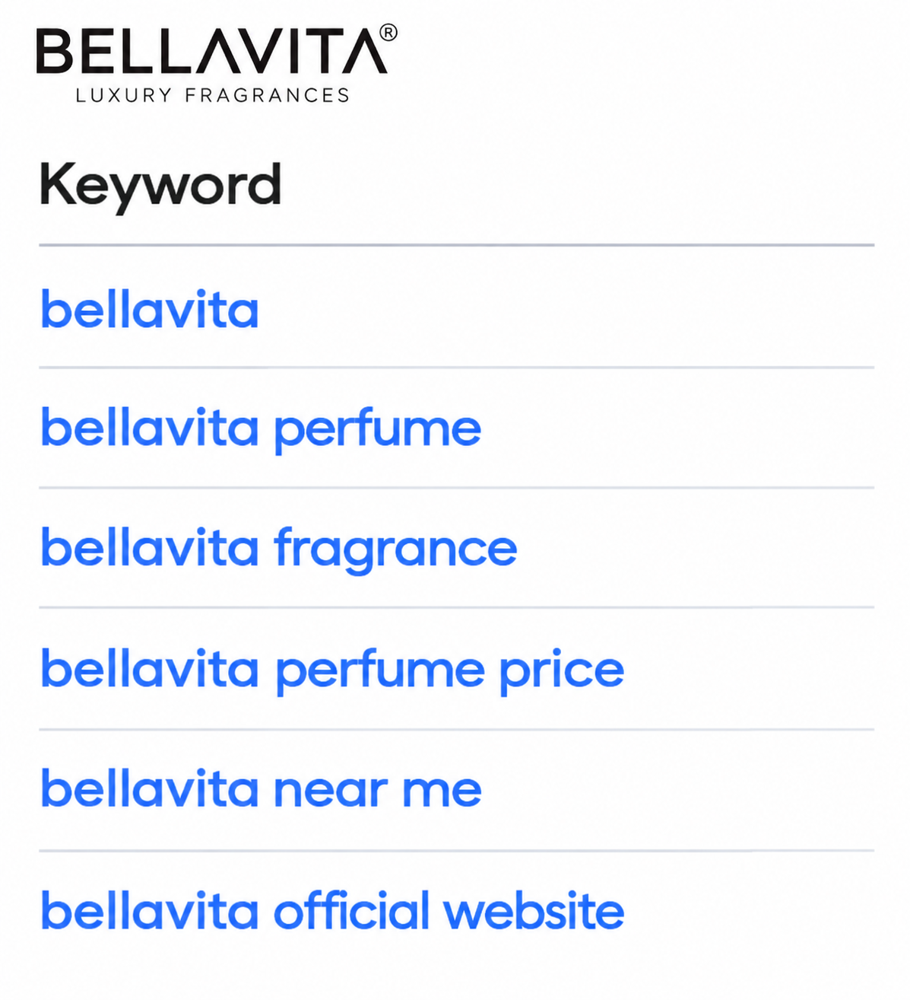 BELLAVITA®
LUXURY FRAGRANCES
Keyword
bellavita
bellavita perfume
bellavita fragrance
bellavita perfume price
bellavita near me
bellavita official website